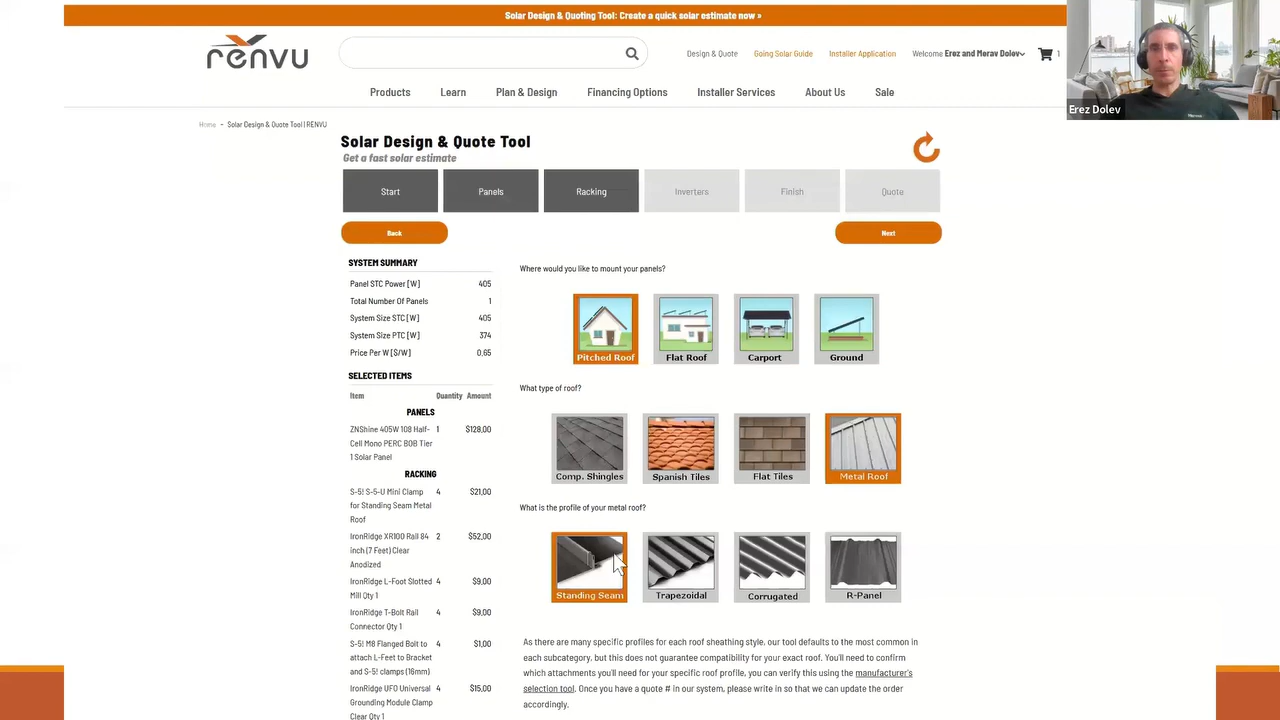 Solar Design & Quoting Tool: Create a quick solar estimate now »
renvu
Design & Quote
Going Solar Guide
Installer Application
Welcome Erez and Merav Dolev
1
Products
Learn
Plan & Design
Financing Options
Installer Services
About Us
Sale
Erez Dolev
Home - Solar Design & Quote Tool | RENVU
Solar Design & Quote Tool
Get a fast solar estimate
Start
Panels
Racking
Inverters
Finish
Quote
Back
Next
SYSTEM SUMMARY
Panel STC Power [W] 405
Total Number Of Panels 1
System Size STC [W] 405
System Size PTC [W] 374
Price Per W [$/W] 0.65
SELECTED ITEMS
Item Quantity Amount
PANELS
ZNShine 405W 108 Half- 1 $128.00
Cell Mono PERC BOB Tier
1 Solar Panel
RACKING
S-5! S-5-U Mini Clamp 4 $21.00
for Standing Seam Metal
Roof
IronRidge XR100 Rail 84 2 $52.00
inch (7 Feet) Clear
Anodized
IronRidge L-Foot Slotted 4 $9.00
Mill Qty 1
IronRidge T-Bolt Rail 4 $9.00
Connector Qty 1
S-5! M8 Flanged Bolt to 4 $1.00
attach L-Feet to Bracket
and S-5! clamps (16mm)
IronRidge UFO Universal 4 $15.00
Grounding Module Clamp
Clear Qty 1
Where would you like to mount your panels?
Pitched Roof
Flat Roof
Carport
Ground
What type of roof?
Comp. Shingles
Spanish Tiles
Flat Tiles
Metal Roof
What is the profile of your metal roof?
Standing Seam
Trapezoidal
Corrugated
R-Panel
As there are many specific profiles for each roof sheathing style, our tool defaults to the most common in
each subcategory, but this does not guarantee compatibility for your exact roof. You'll need to confirm
which attachments you'll need for your specific roof profile, you can verify this using the manufacturer's
selection tool. Once you have a quote # in our system, please write in so that we can update the order
accordingly.